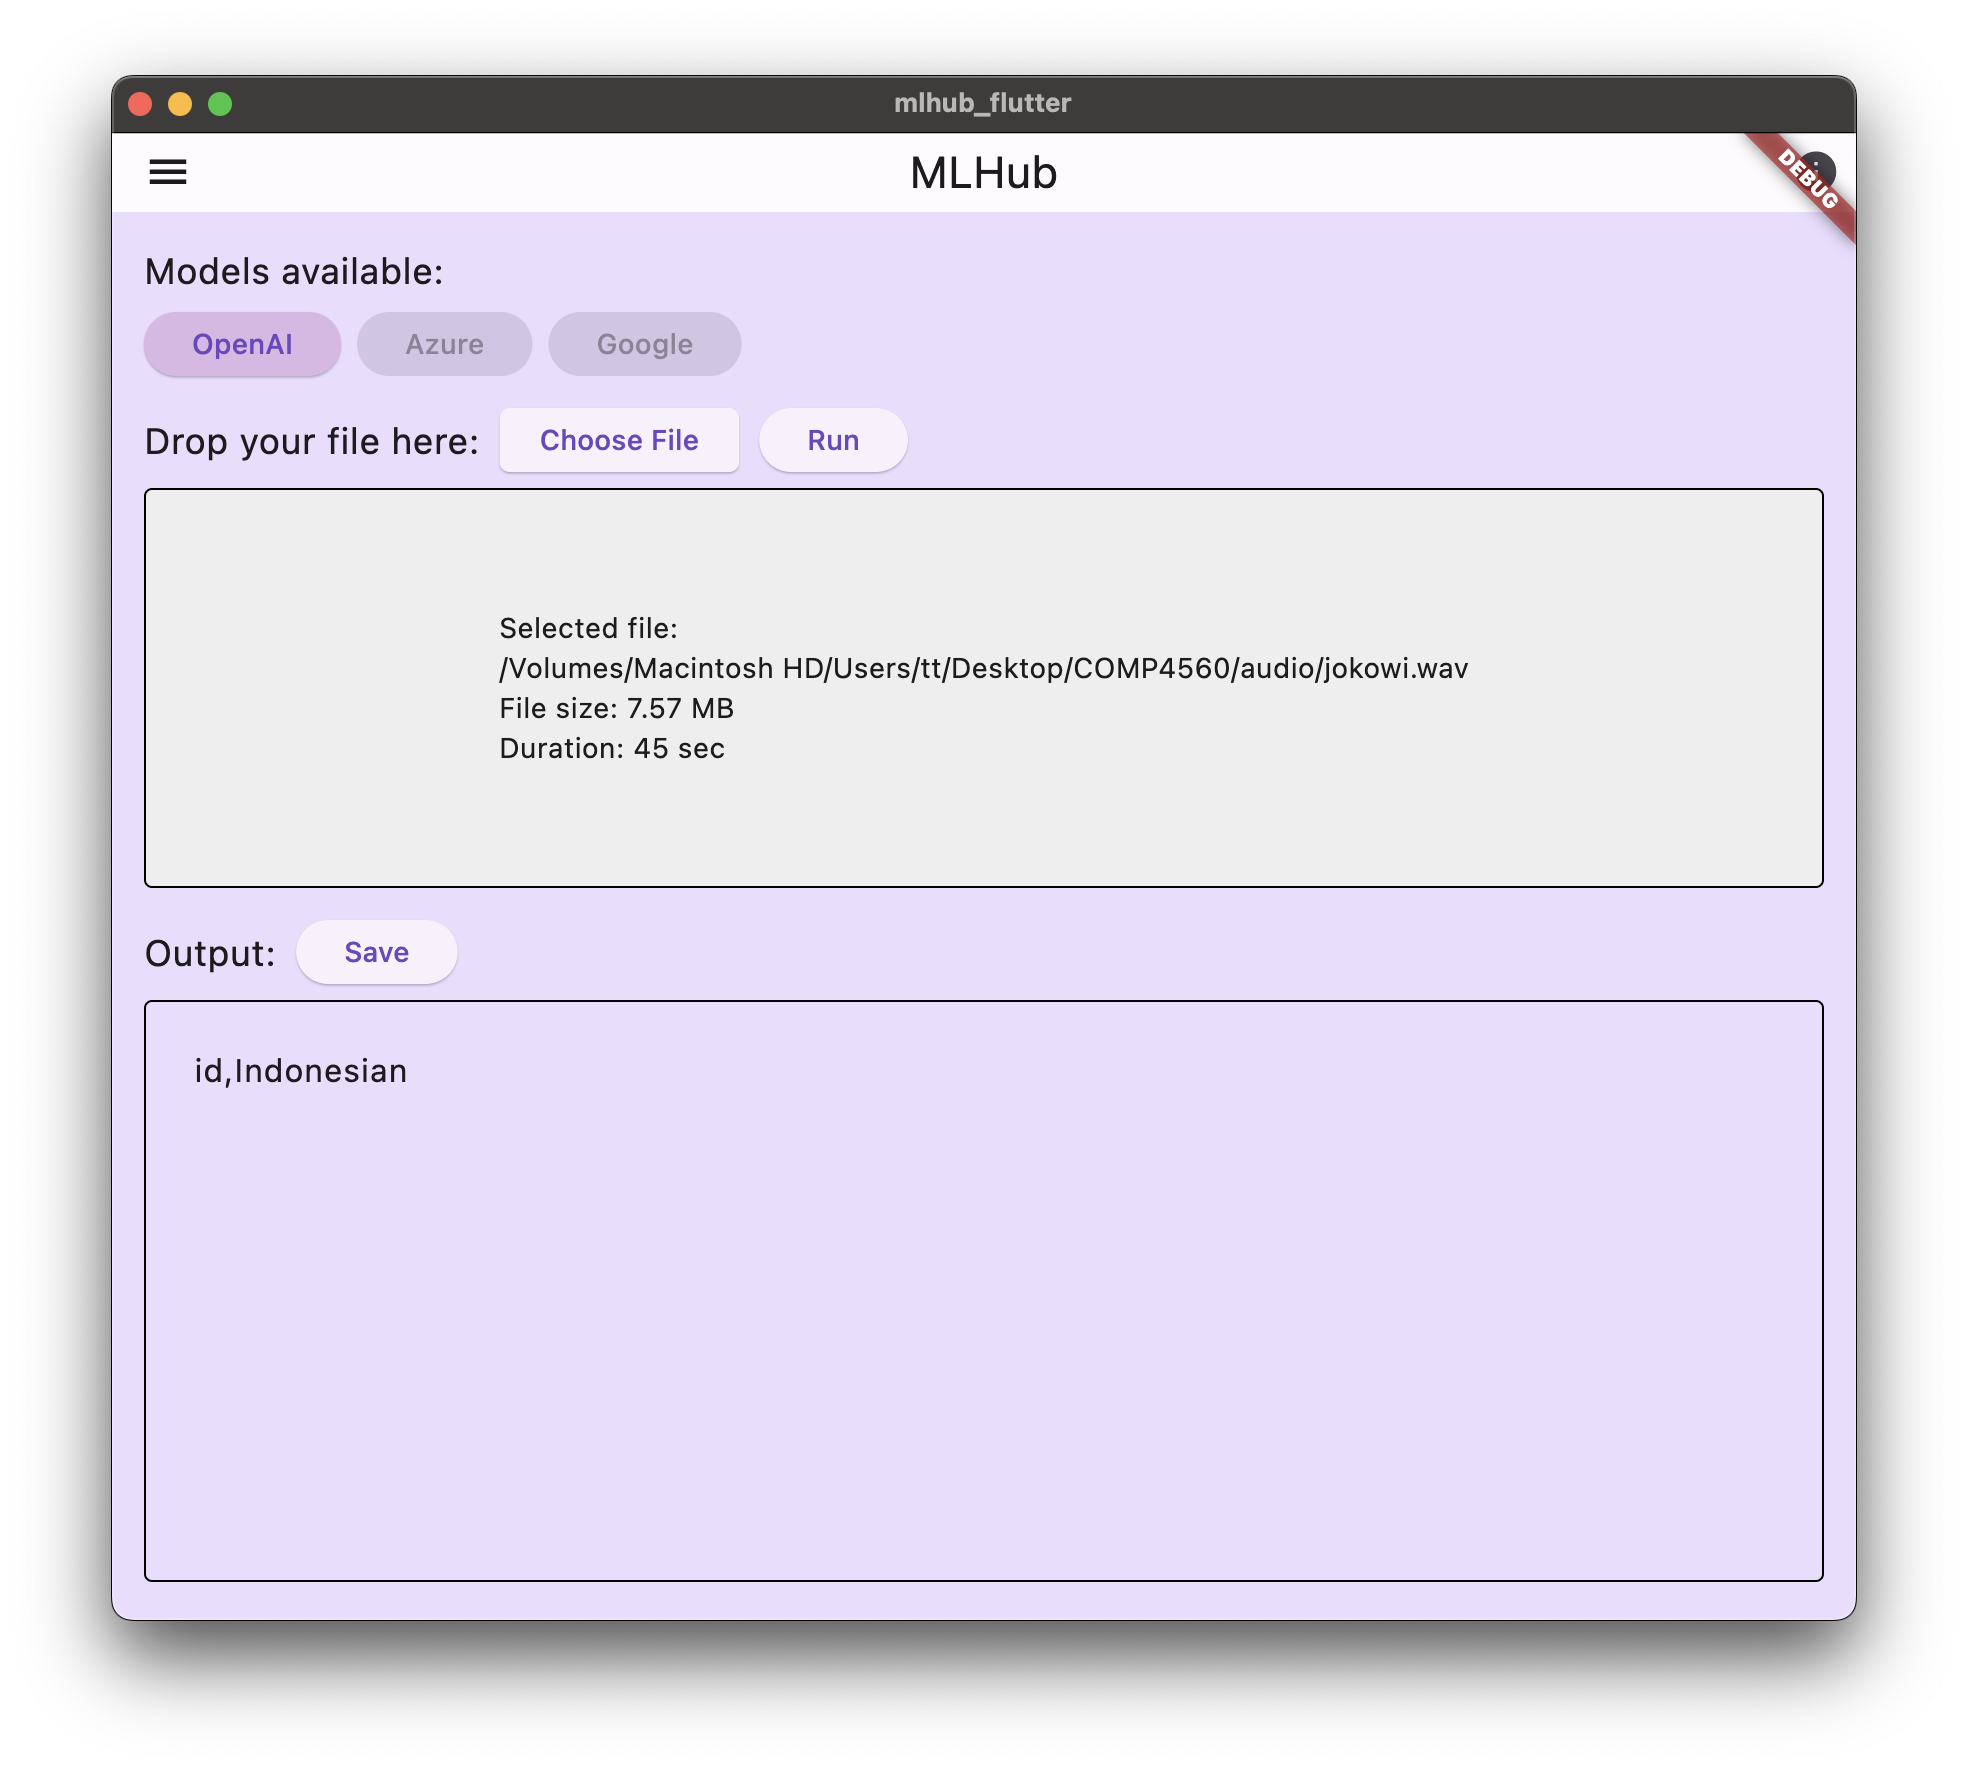 mlhub_flutter
MLHub
DEBUG
Models available:
OpenAI
Azure
Google
Drop your file here:
Choose File
Run
Selected file:
/Volumes/Macintosh HD/Users/tt/Desktop/COMP4560/audio/jokowi.wav
File size: 7.57 MB
Duration: 45 sec
Output:
Save
id,Indonesian